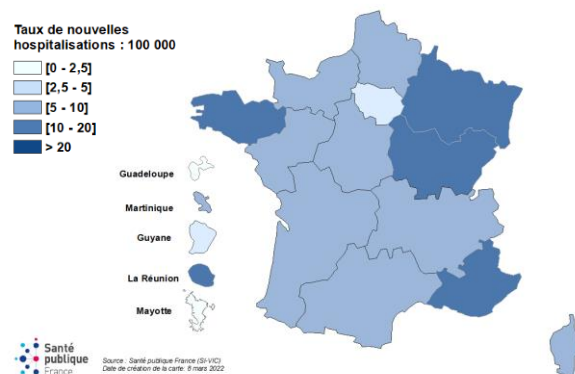 Taux de nouvelles
hospitalisations : 100 000
[0 - 2,5]
[2,5 - 5]
[5 - 10]
[10 - 20]
> 20
Guadeloupe
Martinique
Guyane
La Réunion
Mayotte
Santé
publique
France
Source : Santé publique France (SI-VIC)
Date de création de la carte: 6 mars 2022